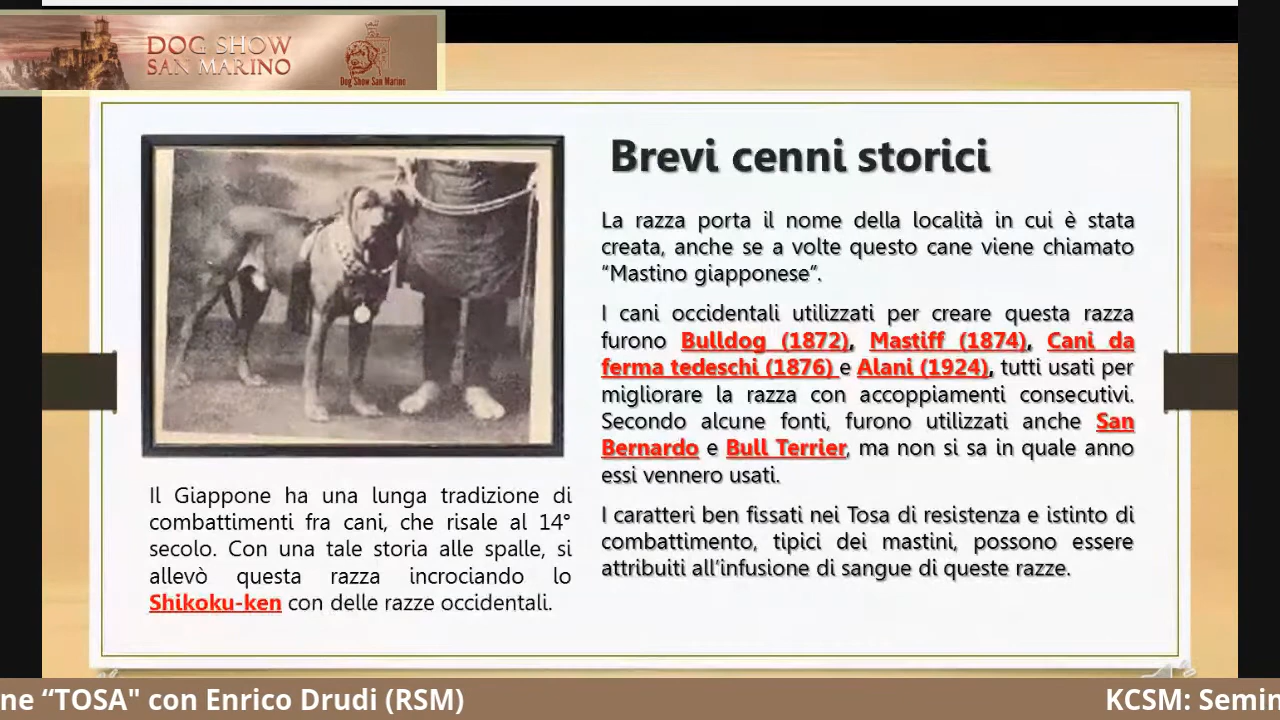 DOG SHOW
SAN MARINO
Dog Show San Marino
Brevi cenni storici
La razza porta il nome della località in cui è stata
creata, anche se a volte questo cane viene chiamato
“Mastino giapponese”.
I cani occidentali utilizzati per creare questa razza
furono Bulldog (1872), Mastiff (1874), Cani da
ferma tedeschi (1876) e Alani (1924), tutti usati per
migliorare la razza con accoppiamenti consecutivi.
Secondo alcune fonti, furono utilizzati anche San
Bernardo e Bull Terrier, ma non si sa in quale anno
essi vennero usati.
I caratteri ben fissati nei Tosa di resistenza e istinto di
combattimento, tipici dei mastini, possono essere
attribuiti all'infusione di sangue di queste razze.
Il Giappone ha una lunga tradizione di
combattimenti fra cani, che risale al 14°
secolo. Con una tale storia alle spalle, si
allevò questa razza incrociando lo
Shikoku-ken con delle razze occidentali.
ne “TOSA" con Enrico Drudi (RSM)
KCSM: Semin